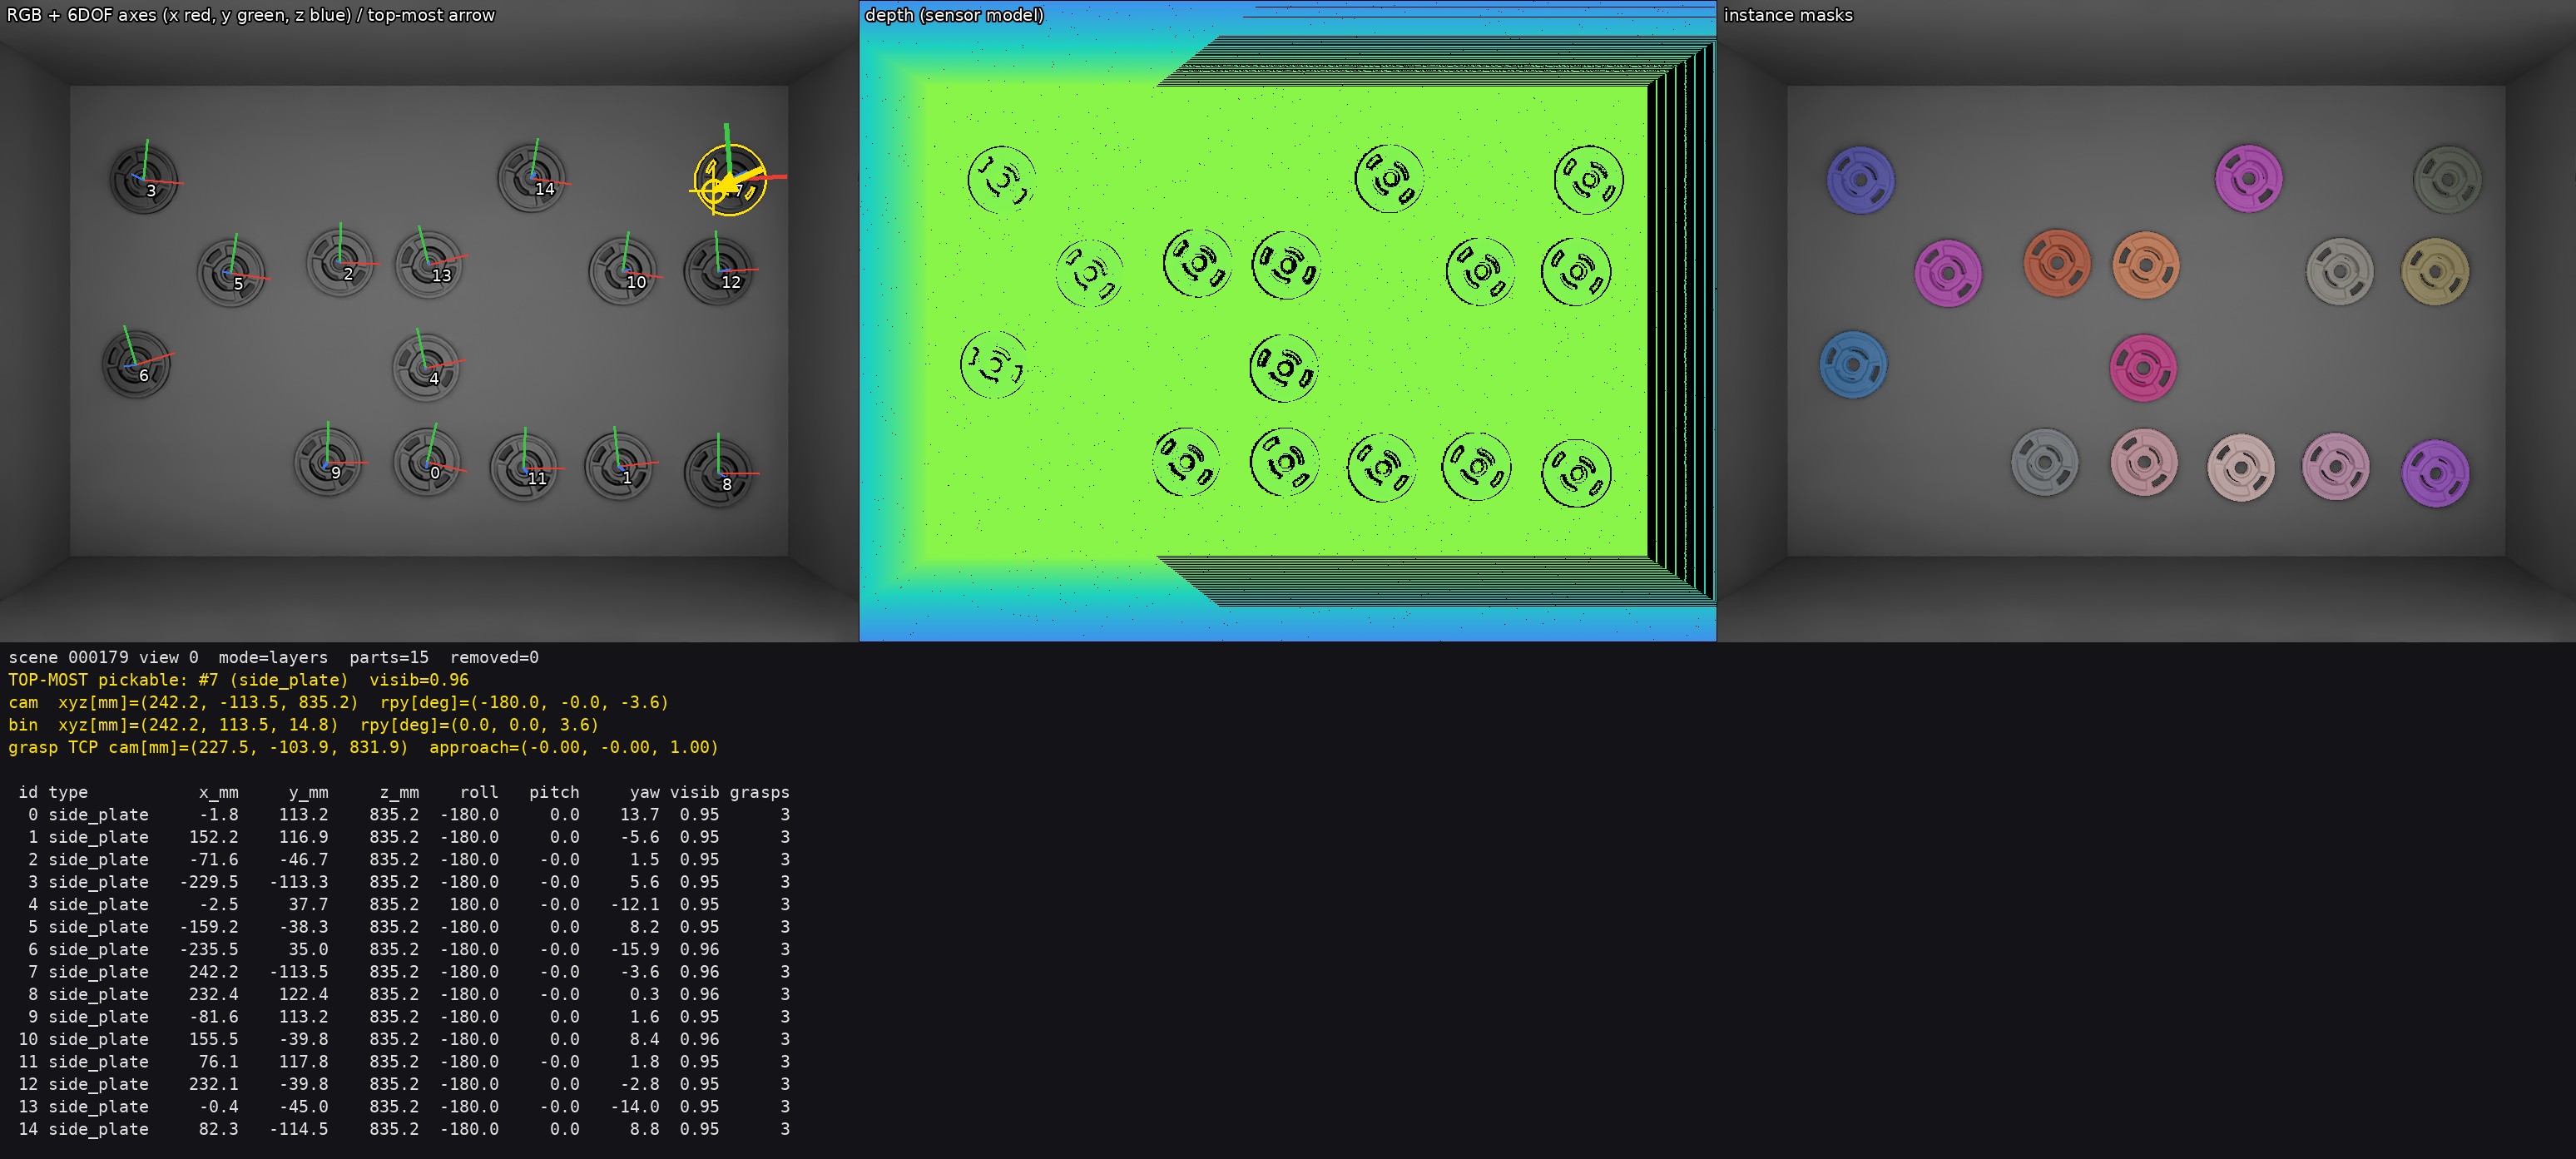 RGB + 6DOF axes (x red, y green, z blue) / top-most arrow
depth (sensor model)
instance masks
3
14
7
5
2
13
10
12
6
4
9
0
11
1
8
scene 000179 view 0  mode=layers  parts=15  removed=0
TOP-MOST pickable: #7 (side_plate)  visib=0.96
cam  xyz[mm]=(242.2, -113.5, 835.2)  rpy[deg]=(-180.0, -0.0, -3.6)
bin  xyz[mm]=(242.2, 113.5, 14.8)  rpy[deg]=(0.0, 0.0, 3.6)
grasp TCP cam[mm]=(227.5, -103.9, 831.9)  approach=(-0.00, -0.00, 1.00)
id type x_mm y_mm z_mm roll pitch yaw visib grasps
0 side_plate -1.8 113.2 835.2 -180.0 0.0 13.7 0.95 3
1 side_plate 152.2 116.9 835.2 -180.0 0.0 -5.6 0.95 3
2 side_plate -71.6 -46.7 835.2 -180.0 -0.0 1.5 0.95 3
3 side_plate -229.5 -113.3 835.2 -180.0 -0.0 5.6 0.95 3
4 side_plate -2.5 37.7 835.2 180.0 -0.0 -12.1 0.95 3
5 side_plate -159.2 -38.3 835.2 -180.0 0.0 8.2 0.95 3
6 side_plate -235.5 35.0 835.2 -180.0 -0.0 -15.9 0.96 3
7 side_plate 242.2 -113.5 835.2 -180.0 -0.0 -3.6 0.96 3
8 side_plate 232.4 122.4 835.2 -180.0 -0.0 0.3 0.96 3
9 side_plate -81.6 113.2 835.2 -180.0 -0.0 1.6 0.95 3
10 side_plate 155.5 -39.8 835.2 -180.0 0.0 8.4 0.96 3
11 side_plate 76.1 117.8 835.2 -180.0 -0.0 1.8 0.95 3
12 side_plate 232.1 -39.8 835.2 -180.0 0.0 -2.8 0.95 3
13 side_plate -0.4 -45.0 835.2 -180.0 -0.0 -14.0 0.95 3
14 side_plate 82.3 -114.5 835.2 -180.0 0.0 8.8 0.95 3